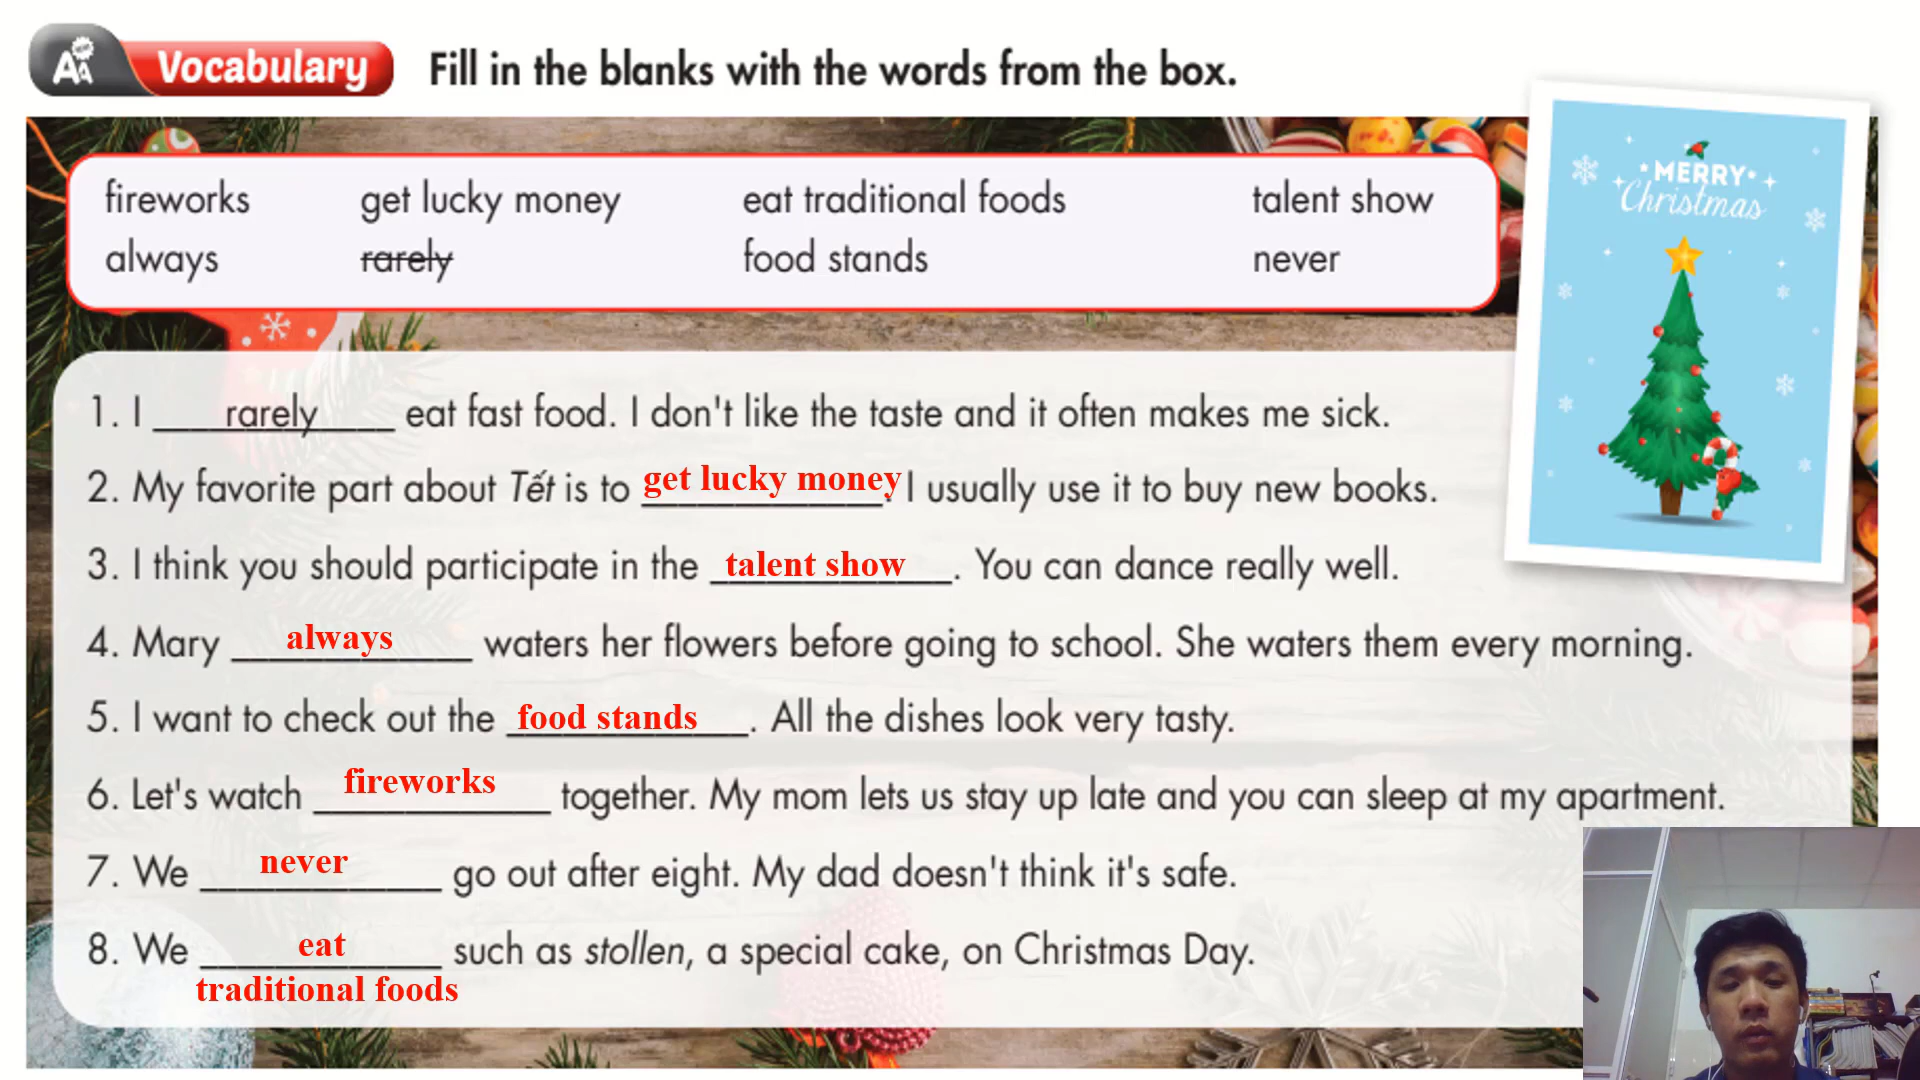 Vocabulary Fill in the blanks with the words from the box.
fireworks get lucky money eat traditional foods talent show
always rarely food stands never
MERRY
Christmas
1. I rarely eat fast food. I don't like the taste and it often makes me sick.
2. My favorite part about Tết is to get lucky money. I usually use it to buy new books.
3. I think you should participate in the talent show. You can dance really well.
4. Mary always waters her flowers before going to school. She waters them every morning.
5. I want to check out the food stands. All the dishes look very tasty.
6. Let's watch fireworks together. My mom lets us stay up late and you can sleep at my apartment.
7. We never go out after eight. My dad doesn't think it's safe.
8. We eat traditional foods such as stollen, a special cake, on Christmas Day.